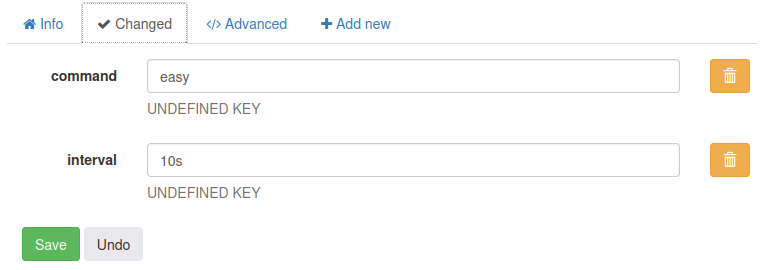 Info Changed </> Advanced Add new
command easy
UNDEFINED KEY
interval 10s
UNDEFINED KEY
Save Undo